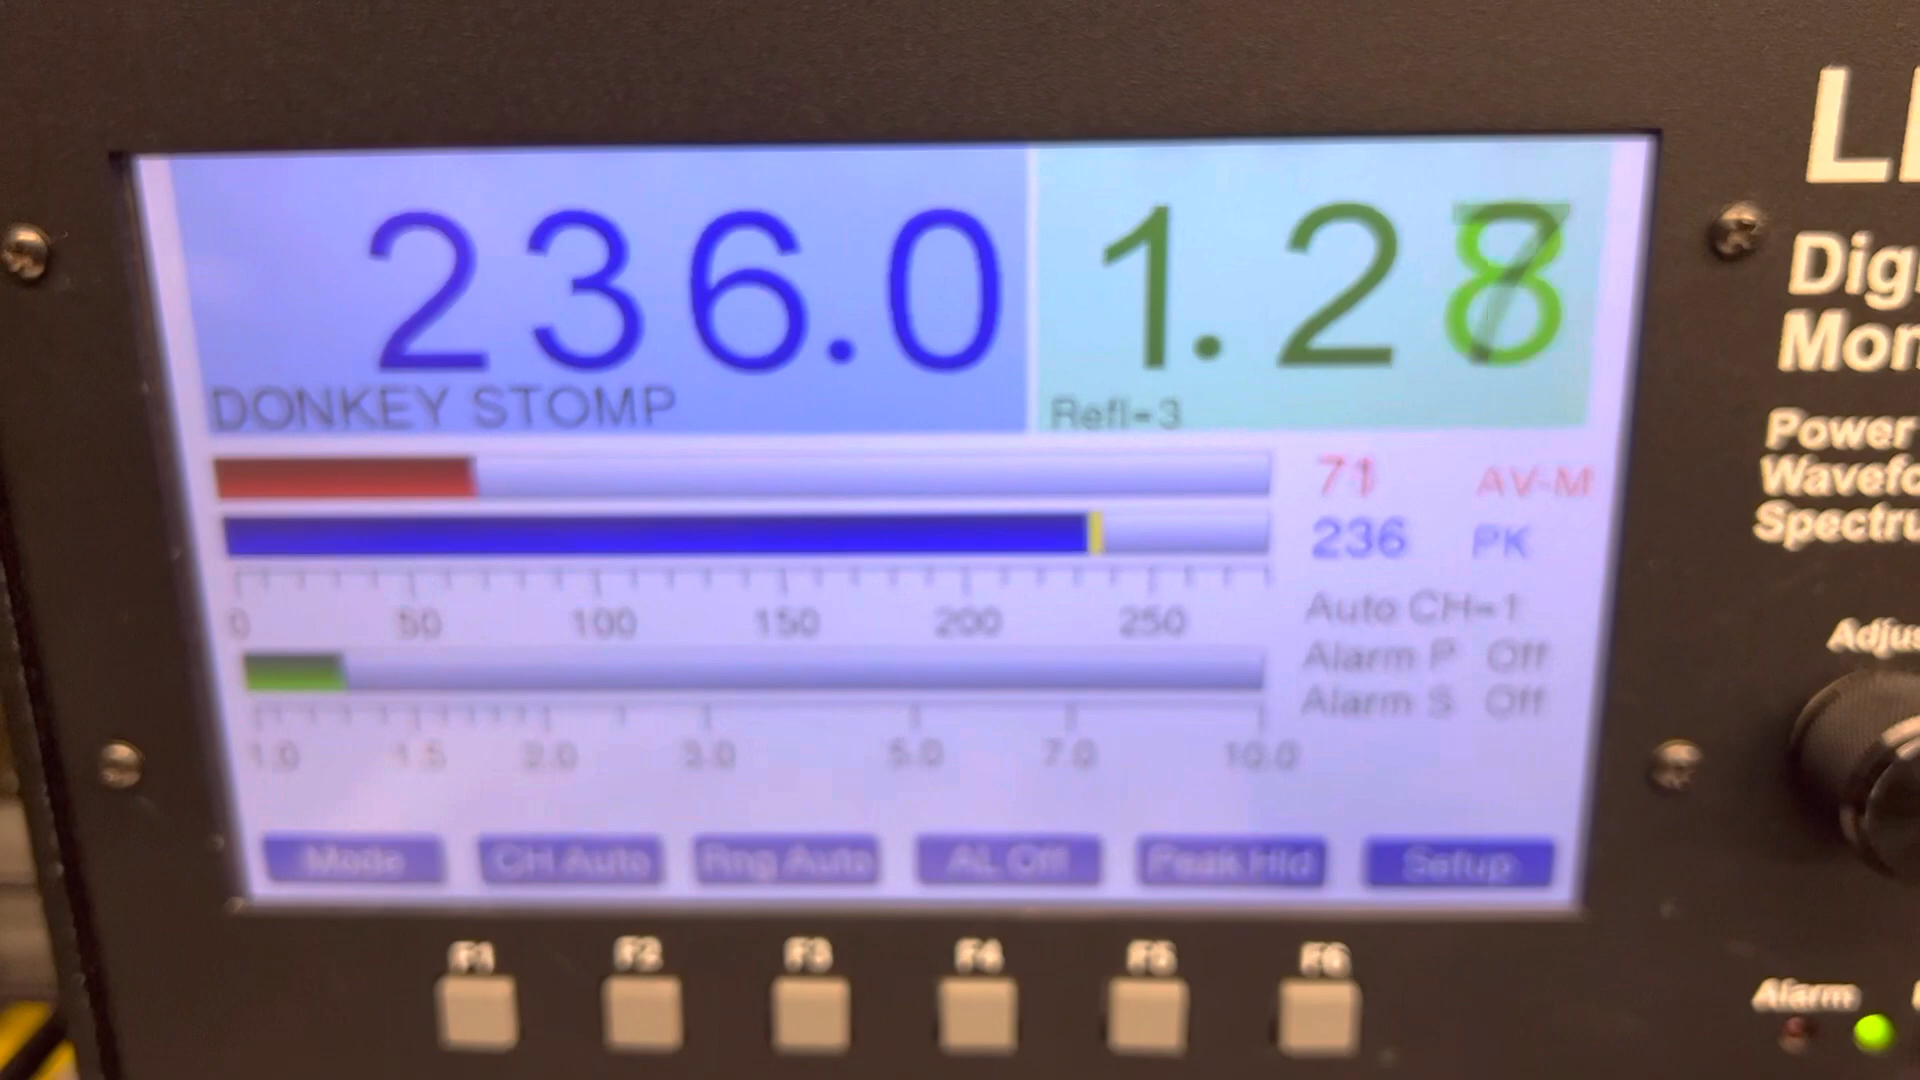 236.0 1.28
DONKEY STOMP Refl=3
71 AV-M
236 PK
0 50 100 150 200 250
Auto CH=1
Alarm P Off
Alarm S Off
1.0 1.5 2.0 3.0 5.0 7.0 10.0
Mode CH Auto Rng Auto AL Off Peak Hld Setup
F1 F2 F3 F4 F5 F6
Power
Alarm